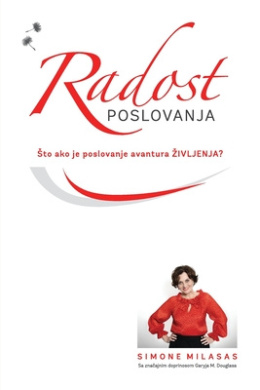 Radost
POSLOVANJA
Što ako je poslovanje avantura ŽIVLJENJA?
SIMONE MILASAS
Sa značajnim doprinosom Garyja M. Douglasa